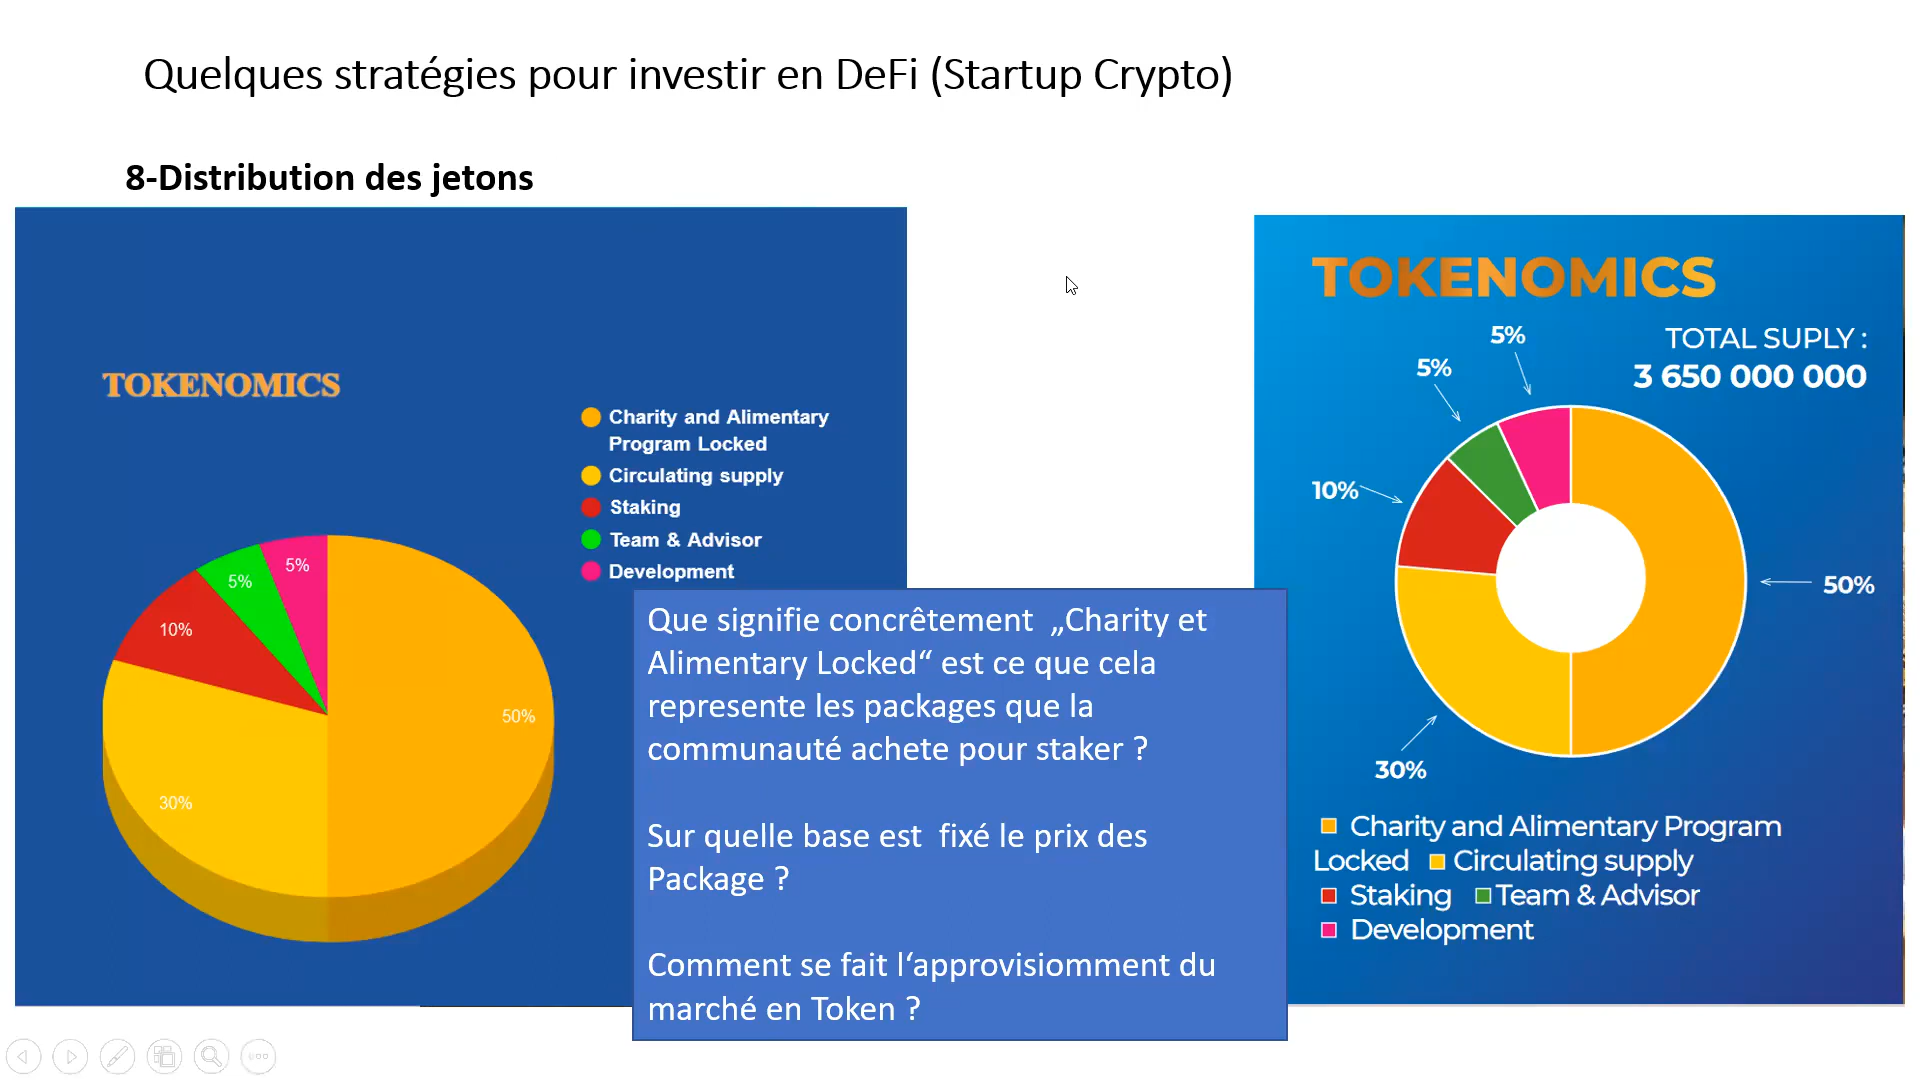 Quelques stratégies pour investir en DeFi (Startup Crypto)
8-Distribution des jetons
TOKENOMICS
Charity and Alimentary
Program Locked
Circulating supply
Staking
Team & Advisor
Development
5%
5%
10%
50%
30%
Que signifie concrêtement „Charity et
Alimentary Locked“ est ce que cela
represente les packages que la
communauté achete pour staker ?
Sur quelle base est fixé le prix des
Package ?
Comment se fait l‘approvisiomment du
marché en Token ?
TOKENOMICS
TOTAL SUPLY :
3 650 000 000
5%
5%
10%
50%
30%
Charity and Alimentary Program
Locked Circulating supply
Staking Team & Advisor
Development